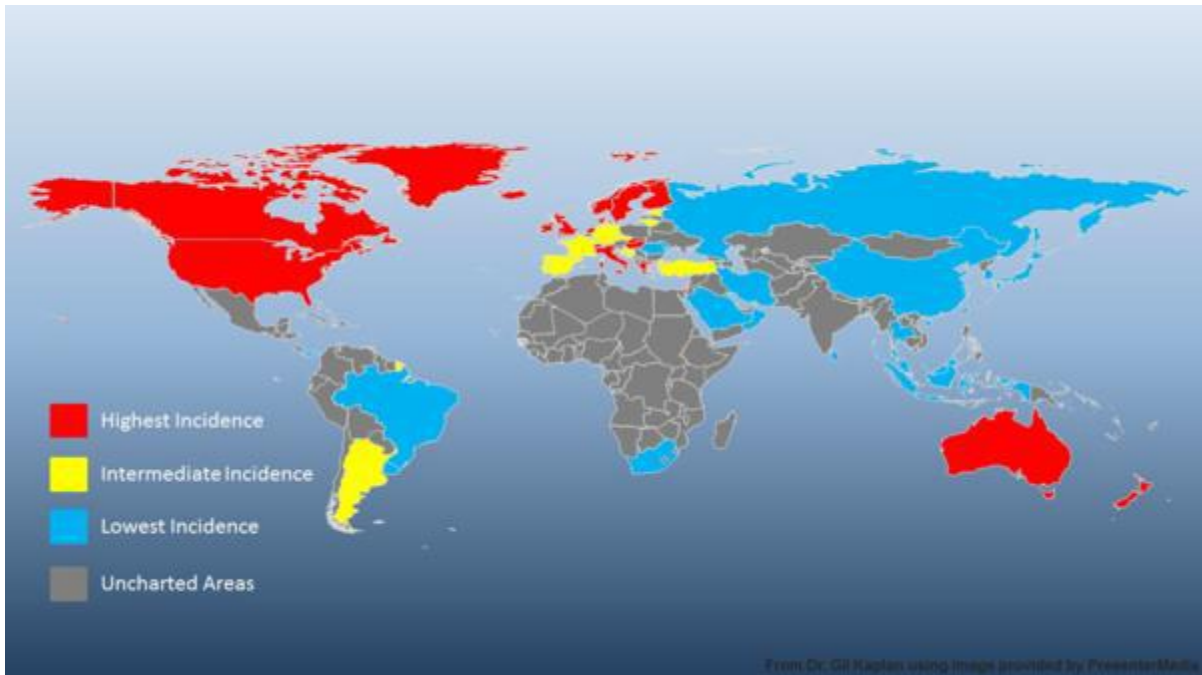 Highest Incidence
Intermediate Incidence
Lowest Incidence
Uncharted Areas
From Dr. Gil Kaplan using image provided by PresenterMedia